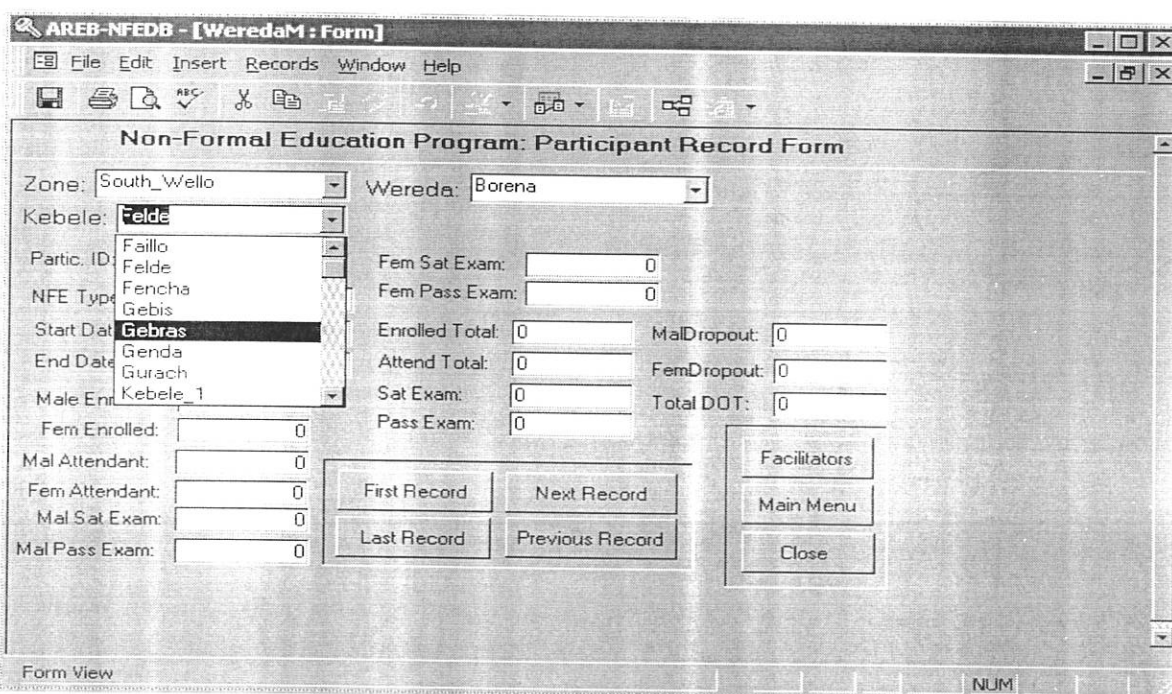 AREB-NFEDB - [WeredaM : Form]
File Edit Insert Records Window Help
ABC
Non-Formal Education Program: Participant Record Form
Zone: South_Wello Wereda: Borena
Kebele: Felde
Faillo
Felde
Fencha
Gebis
Gebras
Genda
Gurach
Kebele_1
Partic. ID:
NFE Type
Start Dat
End Date
Male Enr
Fem Enrolled: 0
Mal Attendant: 0
Fem Attendant: 0
Mal Sat Exam: 0
Mal Pass Exam: 0
Fem Sat Exam: 0
Fem Pass Exam: 0
Enrolled Total: 0
Attend Total: 0
Sat Exam: 0
Pass Exam: 0
MalDropout: 0
FemDropout: 0
Total DOT: 0
First Record Next Record
Last Record Previous Record
Facilitators
Main Menu
Close
Form View NUM